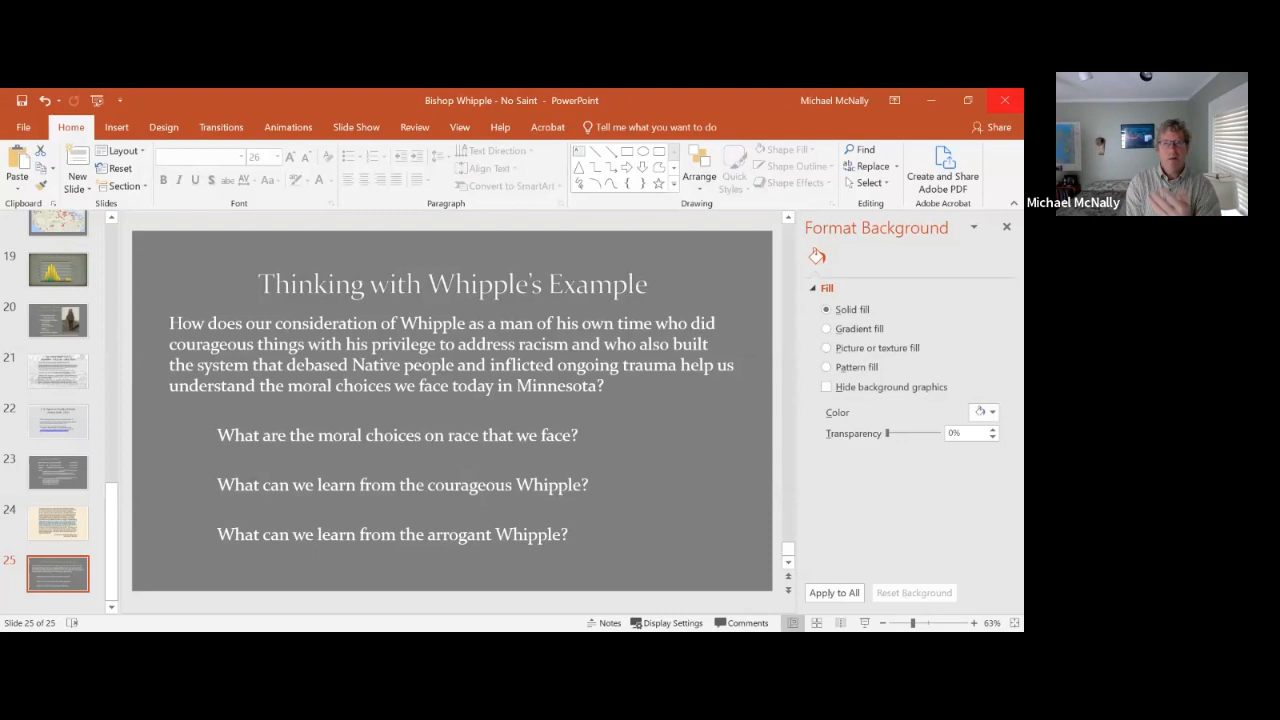 Bishop Whipple - No Saint - PowerPoint
Michael McNally
File Home Insert Design Transitions Animations Slide Show Review View Help Acrobat Tell me what you want to do Share
Paste
New Slide
Layout
Reset
Section
26
B I U S abc AV Aa A
Text Direction
Align Text
Convert to SmartArt
Arrange
Quick Styles
Shape Fill
Shape Outline
Shape Effects
Find
Replace
Select
Create and Share
Adobe PDF
Clipboard Slides Font Paragraph Drawing Editing Adobe Acrobat
Michael McNally
19
20
21
22
23
24
25
Thinking with Whipple's Example
How does our consideration of Whipple as a man of his own time who did
courageous things with his privilege to address racism and who also built
the system that debased Native people and inflicted ongoing trauma help us
understand the moral choices we face today in Minnesota?
What are the moral choices on race that we face?
What can we learn from the courageous Whipple?
What can we learn from the arrogant Whipple?
Format Background
Fill
Solid fill
Gradient fill
Picture or texture fill
Pattern fill
Hide background graphics
Color
Transparency 0%
Apply to All Reset Background
Slide 25 of 25 Notes Display Settings Comments 63%